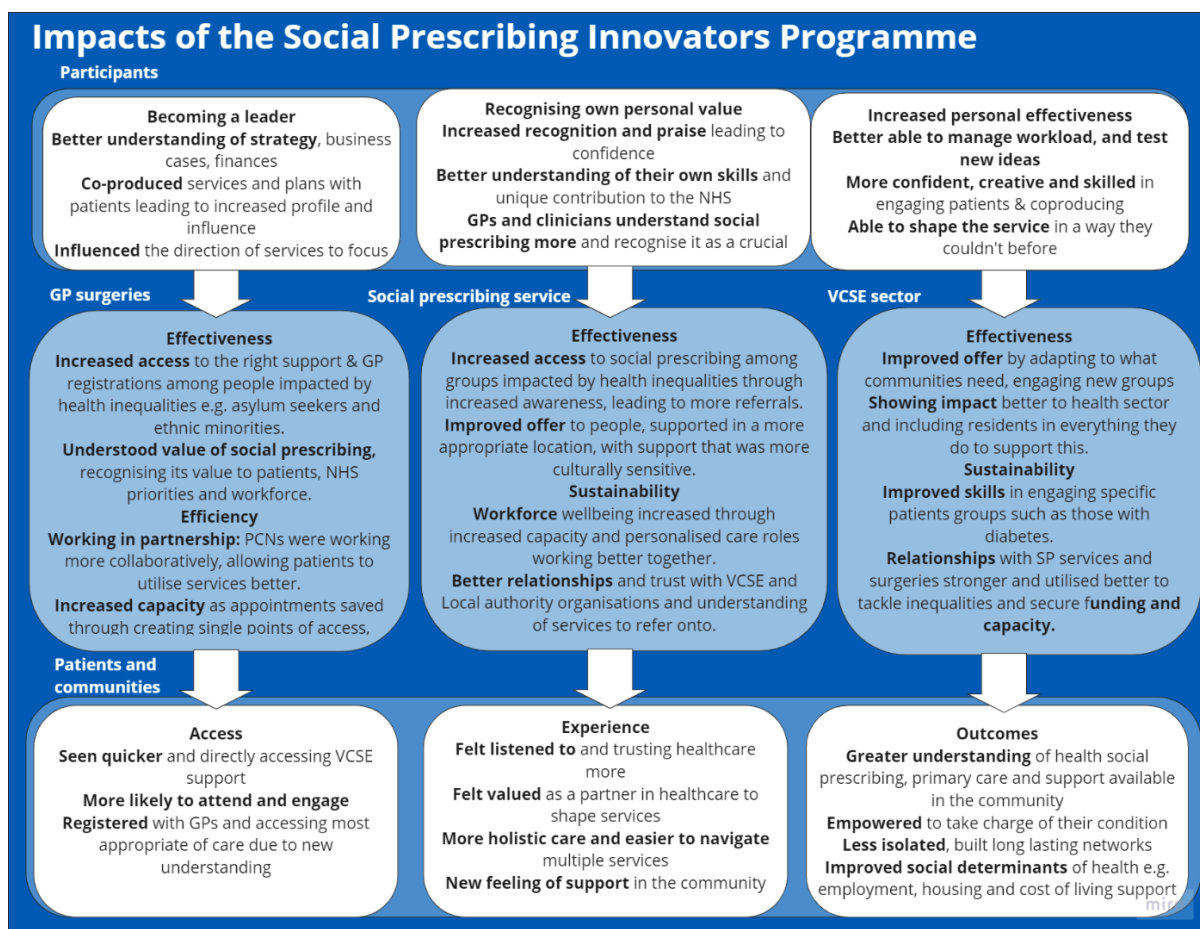 Impacts of the Social Prescribing Innovators Programme
Participants
Becoming a leader
Better understanding of strategy, business
cases, finances
Co-produced services and plans with
patients leading to increased profile and
influence
Influenced the direction of services to focus
Recognising own personal value
Increased recognition and praise leading to
confidence
Better understanding of their own skills and
unique contribution to the NHS
GPs and clinicians understand social
prescribing more and recognise it as a crucial
Increased personal effectiveness
Better able to manage workload, and test
new ideas
More confident, creative and skilled in
engaging patients & coproducing
Able to shape the service in a way they
couldn't before
GP surgeries
Effectiveness
Increased access to the right support & GP
registrations among people impacted by
health inequalities e.g. asylum seekers and
ethnic minorities.
Understood value of social prescribing,
recognising its value to patients, NHS
priorities and workforce.
Efficiency
Working in partnership: PCNs were working
more collaboratively, allowing patients to
utilise services better.
Increased capacity as appointments saved
through creating single points of access,
Social prescribing service
Effectiveness
Increased access to social prescribing among
groups impacted by health inequalities through
increased awareness, leading to more referrals.
Improved offer to people, supported in a more
appropriate location, with support that was more
culturally sensitive.
Sustainability
Workforce wellbeing increased through
increased capacity and personalised care roles
working better together.
Better relationships and trust with VCSE and
Local authority organisations and understanding
of services to refer onto.
VCSE sector
Effectiveness
Improved offer by adapting to what
communities need, engaging new groups
Showing impact better to health sector
and including residents in everything they
do to support this.
Sustainability
Improved skills in engaging specific
patients groups such as those with
diabetes.
Relationships with SP services and
surgeries stronger and utilised better to
tackle inequalities and secure funding and
capacity.
Patients and
communities
Access
Seen quicker and directly accessing VCSE
support
More likely to attend and engage
Registered with GPs and accessing most
appropriate of care due to new
understanding
Experience
Felt listened to and trusting healthcare
more
Felt valued as a partner in healthcare to
shape services
More holistic care and easier to navigate
multiple services
New feeling of support in the community
Outcomes
Greater understanding of health social
prescribing, primary care and support available
in the community
Empowered to take charge of their condition
Less isolated, built long lasting networks
Improved social determinants of health e.g.
employment, housing and cost of living support